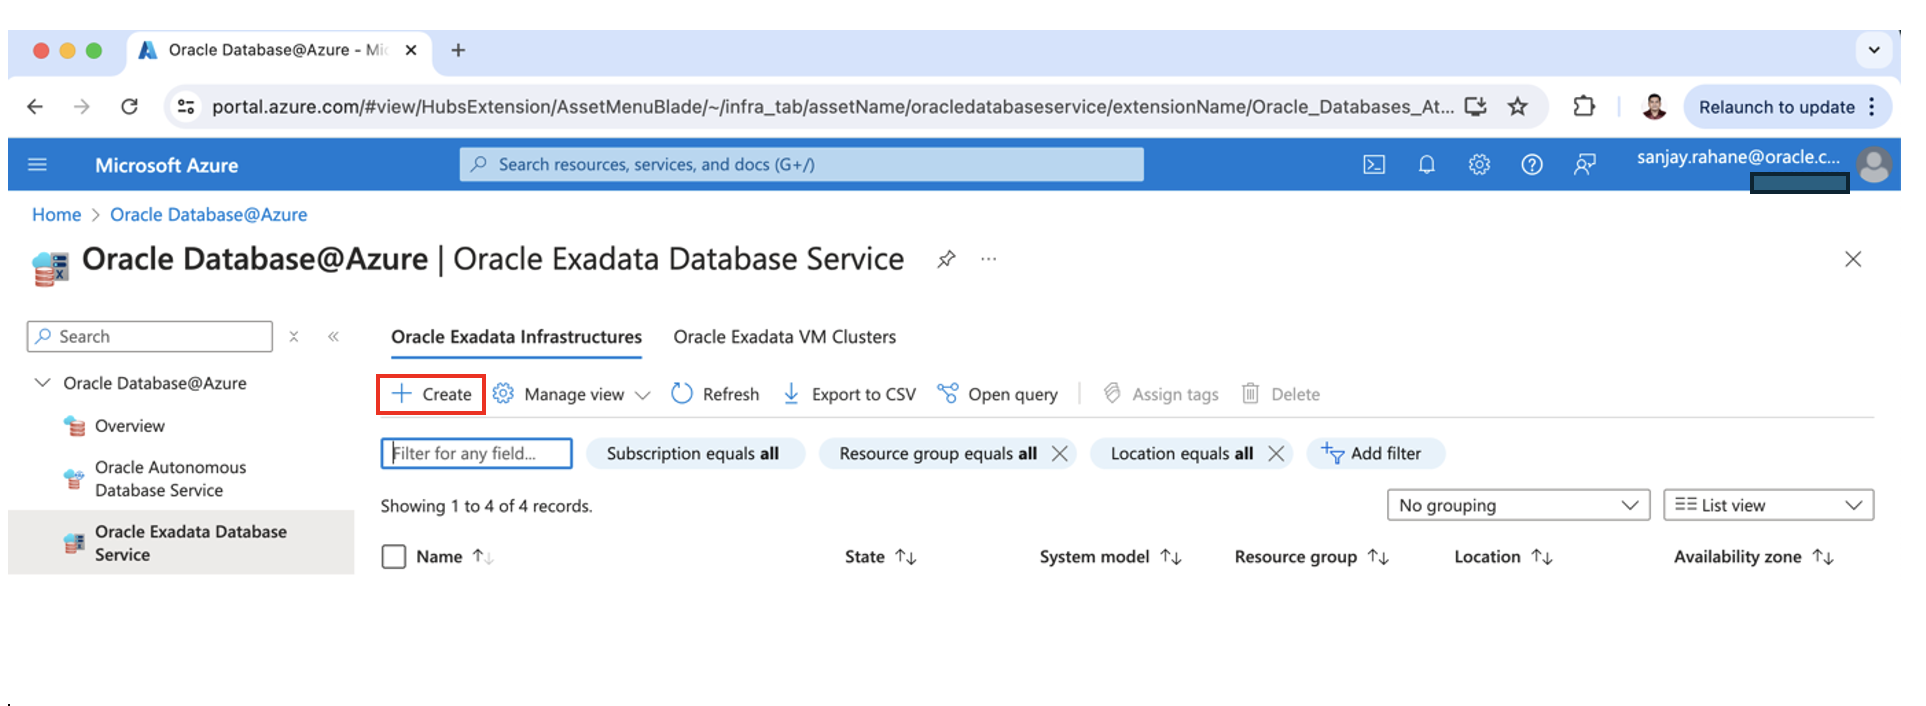 Oracle Database@Azure - Mic
portal.azure.com/#view/HubsExtension/AssetMenuBlade/~/infra_tab/assetName/oracledatabaseservice/extensionName/Oracle_Databases_At...
Relaunch to update
Microsoft Azure
Search resources, services, and docs (G+/)
sanjay.rahane@oracle.c...
Home > Oracle Database@Azure
Oracle Database@Azure | Oracle Exadata Database Service
Search
Oracle Exadata Infrastructures
Oracle Exadata VM Clusters
Oracle Database@Azure
Overview
Oracle Autonomous
Database Service
Oracle Exadata Database
Service
Create
Manage view
Refresh
Export to CSV
Open query
Assign tags
Delete
Filter for any field...
Subscription equals all
Resource group equals all
Location equals all
Add filter
Showing 1 to 4 of 4 records.
No grouping
List view
Name
State
System model
Resource group
Location
Availability zone